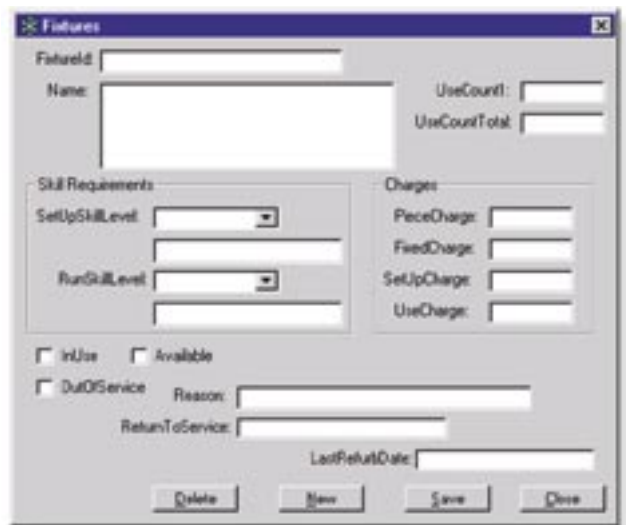 Fixtures
FixtureId:
Name:
UseCount1:
UseCountTotal:
Skill Requirements
Charges
SetUpSkillLevel:
PieceCharge:
FixedCharge:
RunSkillLevel:
SetUpCharge:
UseCharge:
InUse
Available
OutOfService
Reason:
ReturnToService:
LastRefurbDate:
Delete
New
Save
Close